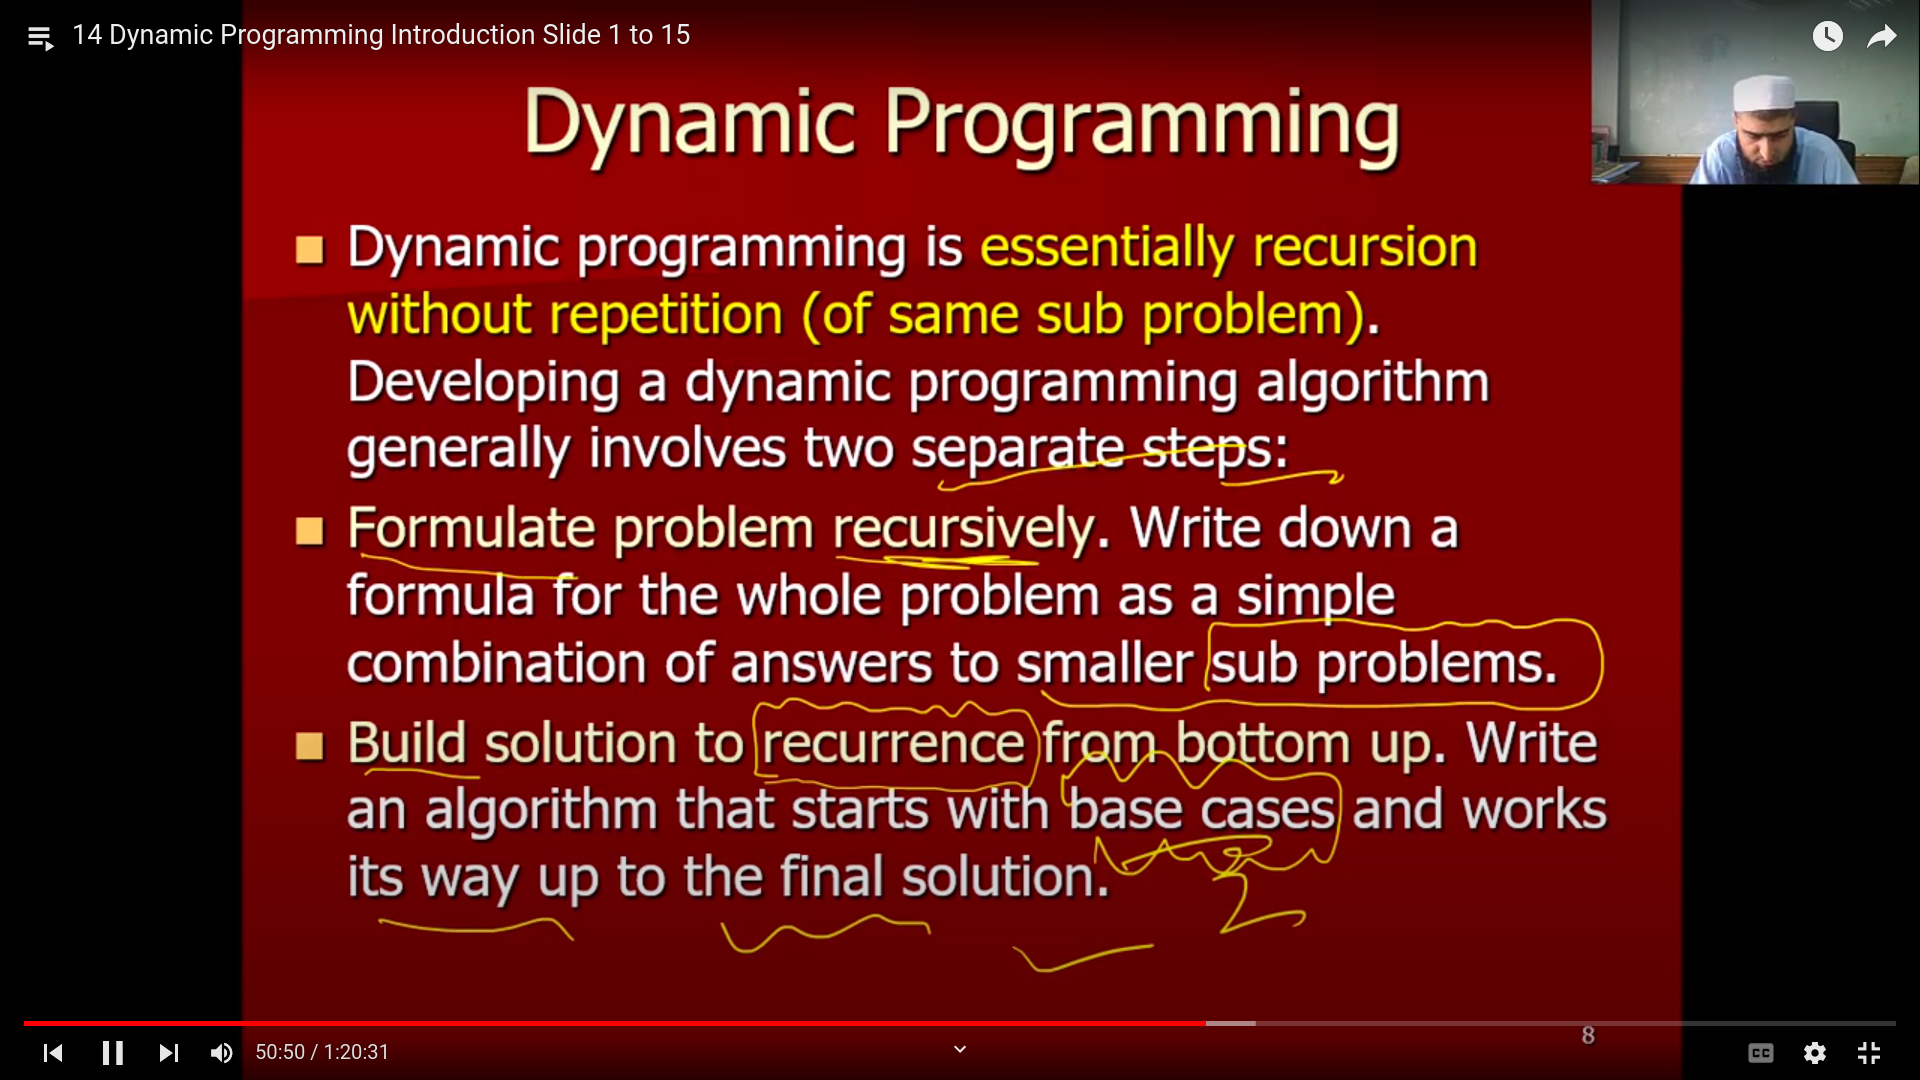 14 Dynamic Programming Introduction Slide 1 to 15
Dynamic Programming
Dynamic programming is essentially recursion
without repetition (of same sub problem).
Developing a dynamic programming algorithm
generally involves two separate steps:
Formulate problem recursively. Write down a
formula for the whole problem as a simple
combination of answers to smaller sub problems.
Build solution to recurrence from bottom up. Write
an algorithm that starts with base cases and works
its way up to the final solution.
2
8
50:50 / 1:20:31
CC